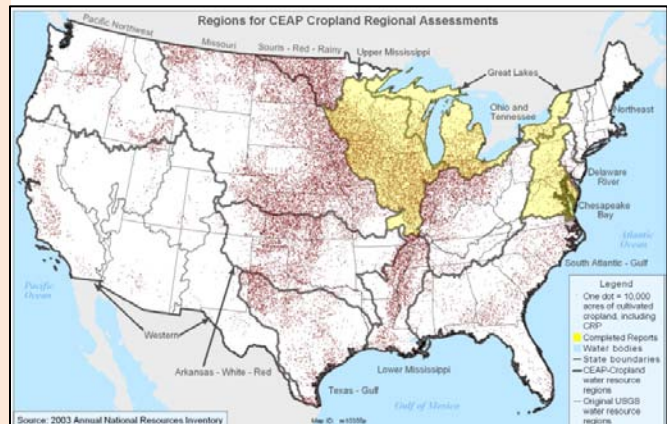 Regions for CEAP Cropland Regional Assessments
Pacific Northwest
Missouri
Souris - Red - Rainy
Upper Mississippi
Great Lakes
Ohio and
Tennessee
Northeast
Delaware
River
Chesapeake
Bay
Atlantic
Ocean
South Atlantic - Gulf
Pacific
Ocean
Western
Arkansas - White - Red
Texas - Gulf
Lower Mississippi
Gulf of Mexico
Legend
One dot = 10,000
acres of cultivated
cropland, including
CRP
Completed Reports
Water bodies
State boundaries
CEAP-Cropland
water resource
regions
Original USGS
water resource
regions
Source: 2003 Annual National Resources Inventory
Map ID: